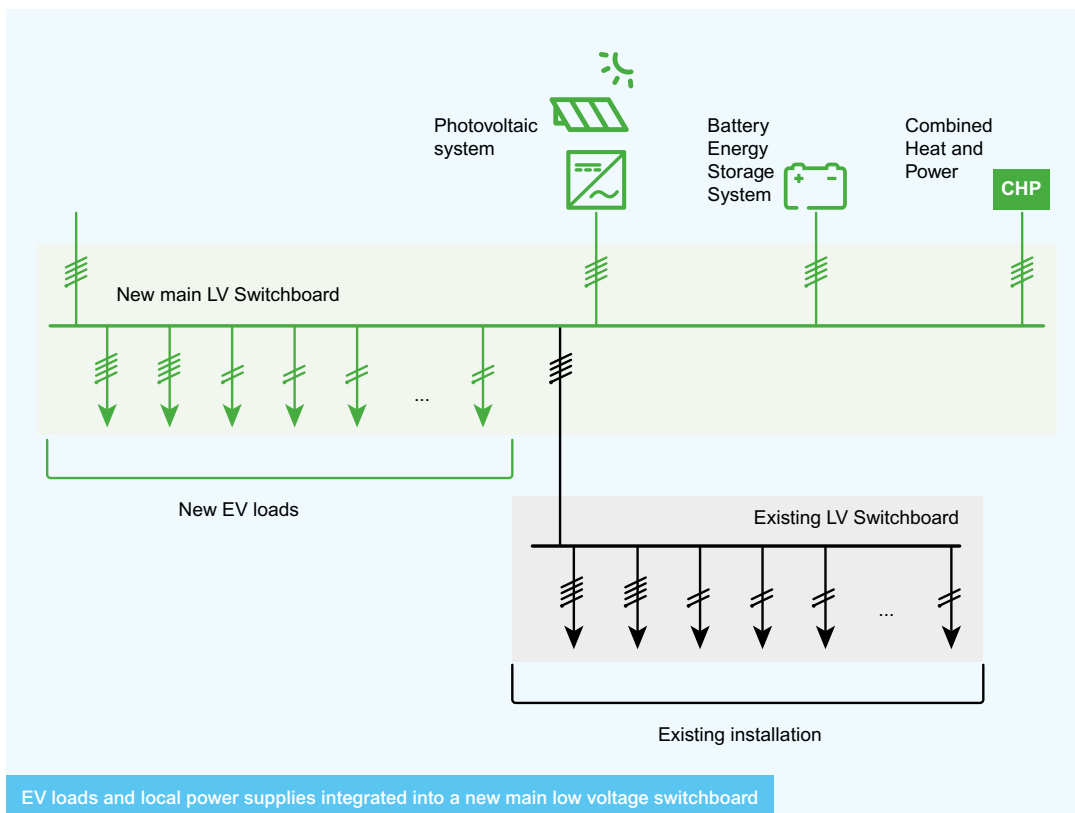 Photovoltaic
system
Battery
Energy
Storage
System
Combined
Heat and
Power
CHP
New main LV Switchboard
...
New EV loads
Existing LV Switchboard
...
Existing installation
EV loads and local power supplies integrated into a new main low voltage switchboard